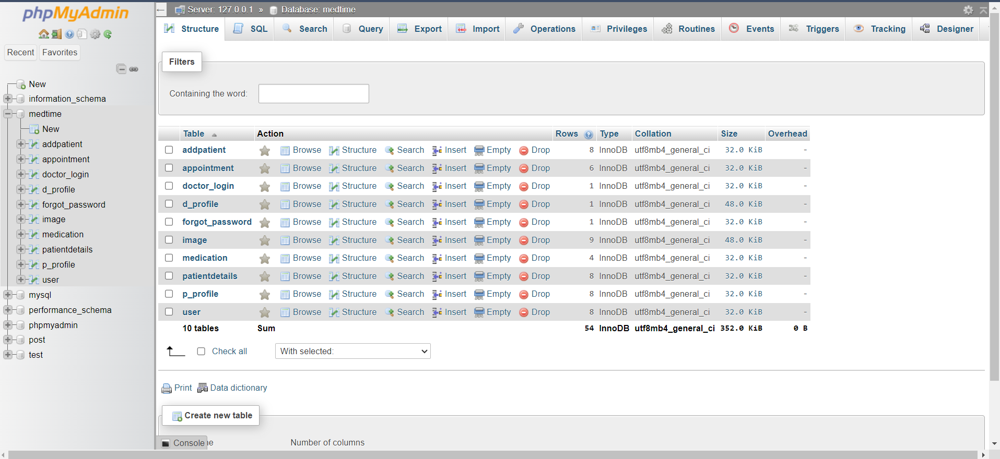 phpMyAdmin
Recent Favorites
New
information_schema
medtime
New
addpatient
appointment
doctor_login
d_profile
forgot_password
image
medication
patientdetails
p_profile
user
mysql
performance_schema
phpmyadmin
post
test
← Server: 127.0.0.1 » Database: medtime
Structure SQL Search Query Export Import Operations Privileges Routines Events Triggers Tracking Designer
Filters
Containing the word:
Table Action Rows Type Collation Size Overhead
addpatient Browse Structure Search Insert Empty Drop 8 InnoDB utf8mb4_general_ci 32.0 KiB -
appointment Browse Structure Search Insert Empty Drop 6 InnoDB utf8mb4_general_ci 32.0 KiB -
doctor_login Browse Structure Search Insert Empty Drop 1 InnoDB utf8mb4_general_ci 32.0 KiB -
d_profile Browse Structure Search Insert Empty Drop 1 InnoDB utf8mb4_general_ci 48.0 KiB -
forgot_password Browse Structure Search Insert Empty Drop 1 InnoDB utf8mb4_general_ci 32.0 KiB -
image Browse Structure Search Insert Empty Drop 9 InnoDB utf8mb4_general_ci 48.0 KiB -
medication Browse Structure Search Insert Empty Drop 4 InnoDB utf8mb4_general_ci 32.0 KiB -
patientdetails Browse Structure Search Insert Empty Drop 8 InnoDB utf8mb4_general_ci 32.0 KiB -
p_profile Browse Structure Search Insert Empty Drop 8 InnoDB utf8mb4_general_ci 32.0 KiB -
user Browse Structure Search Insert Empty Drop 8 InnoDB utf8mb4_general_ci 32.0 KiB -
10 tables Sum 54 InnoDB utf8mb4_general_ci 352.0 KiB 0 B
Check all With selected:
Print Data dictionary
Create new table
Console Number of columns